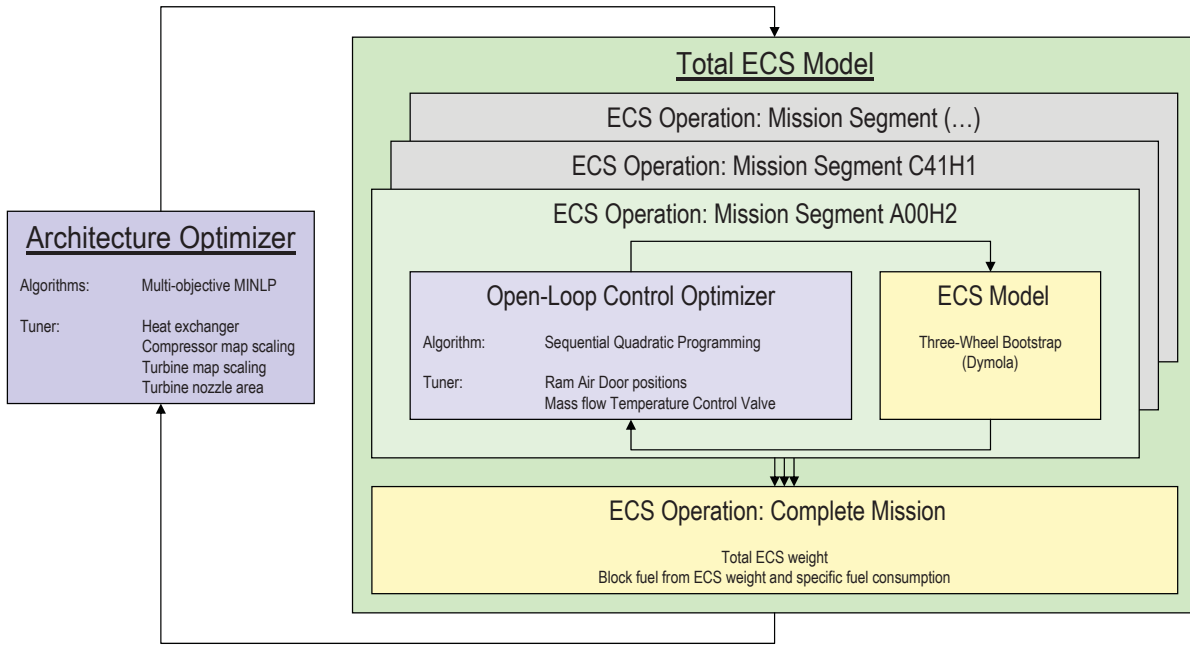 Total ECS Model
ECS Operation: Mission Segment (…)
ECS Operation: Mission Segment C41H1
ECS Operation: Mission Segment A00H2
Architecture Optimizer
Algorithms: Multi-objective MINLP
Tuner: Heat exchanger
Compressor map scaling
Turbine map scaling
Turbine nozzle area
Open-Loop Control Optimizer
Algorithm: Sequential Quadratic Programming
Tuner: Ram Air Door positions
Mass flow Temperature Control Valve
ECS Model
Three-Wheel Bootstrap
(Dymola)
ECS Operation: Complete Mission
Total ECS weight
Block fuel from ECS weight and specific fuel consumption